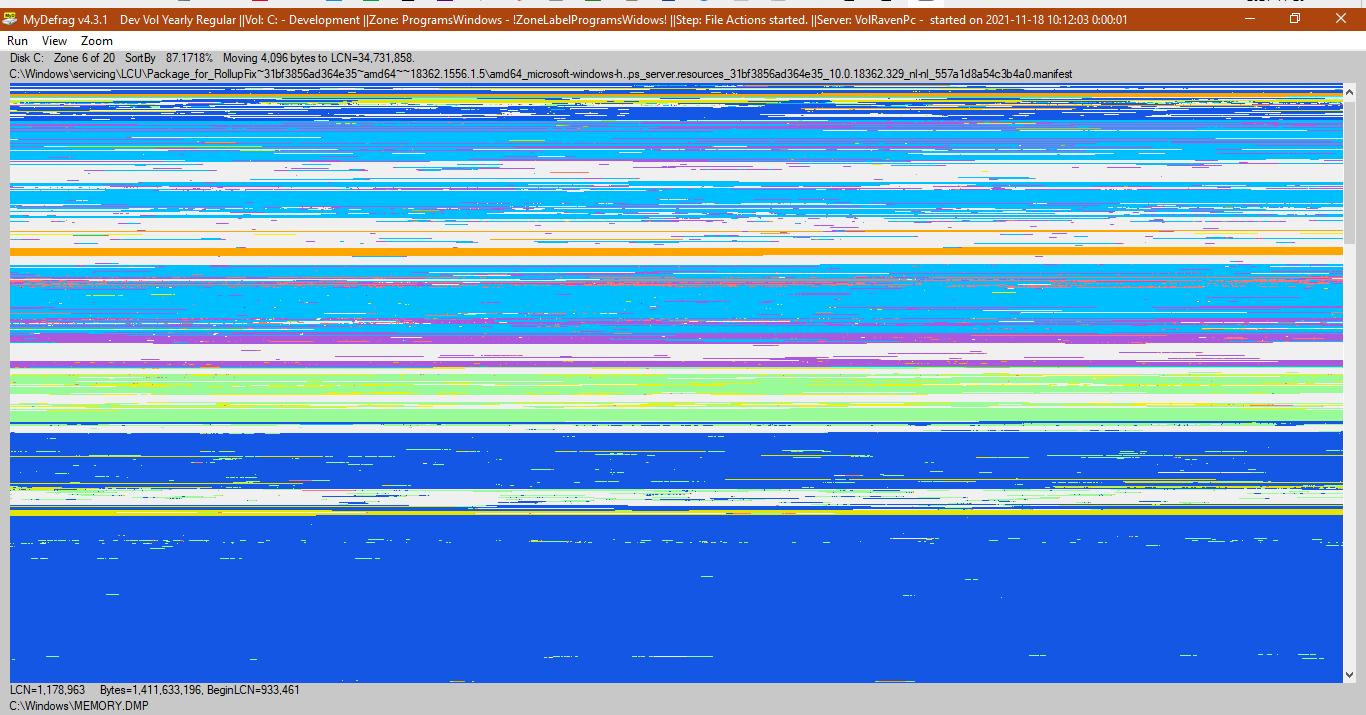 MyDefrag v4.3.1 Dev Vol Yearly Regular ||Vol: C: - Development ||Zone: ProgramsWindows - !ZoneLabelProgramsWidows! ||Step: File Actions started. ||Server: VolRavenPc - started on 2021-11-18 10:12:03 0:00:01
Run View Zoom
Disk C: Zone 6 of 20 SortBy 87.1718% Moving 4,096 bytes to LCN=34,731,858.
C:\Windows\servicing\LCU\Package_for_RollupFix~31bf3856ad364e35~amd64~~18362.1556.1.5\amd64_microsoft-windows-h..ps_server.resources_31bf3856ad364e35_10.0.18362.329_nl-nl_557a1d8a54c3b4a0.manifest
LCN=1,178,963 Bytes=1,411,633,196, BeginLCN=933,461
C:\Windows\MEMORY.DMP